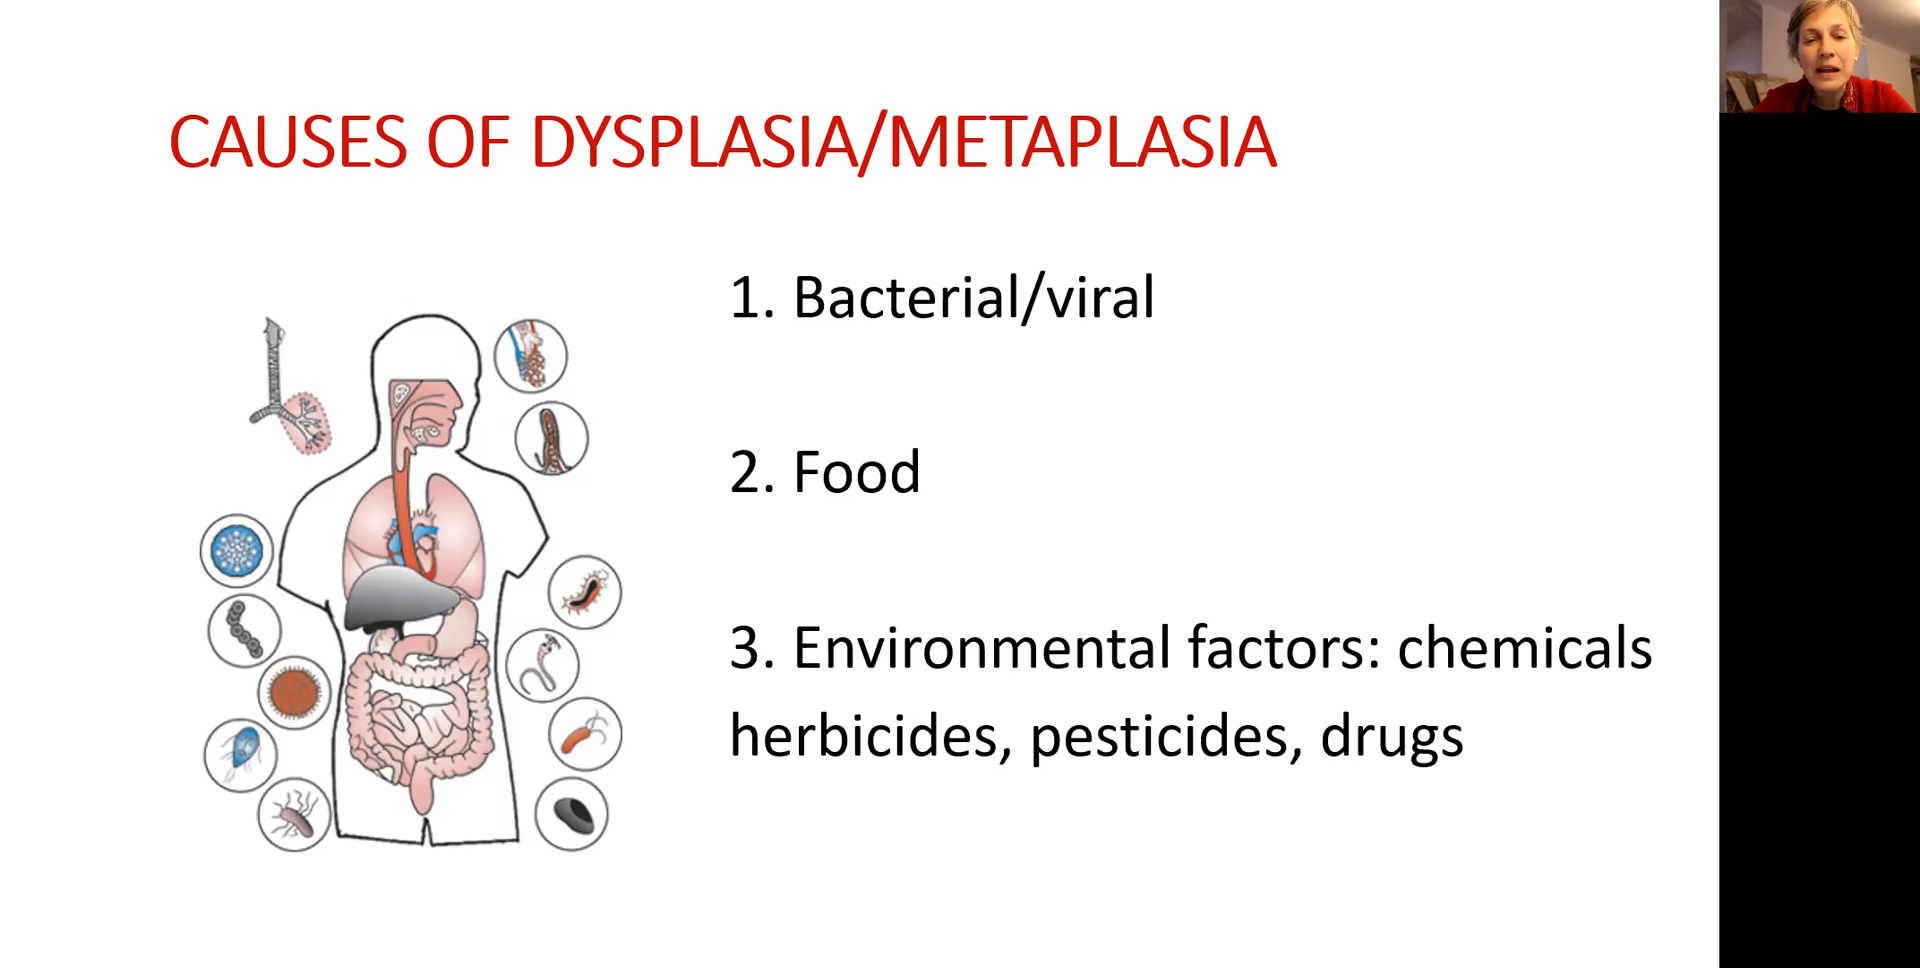 CAUSES OF DYSPLASIA/METAPLASIA
1. Bacterial/viral
2. Food
3. Environmental factors: chemicals
herbicides, pesticides, drugs